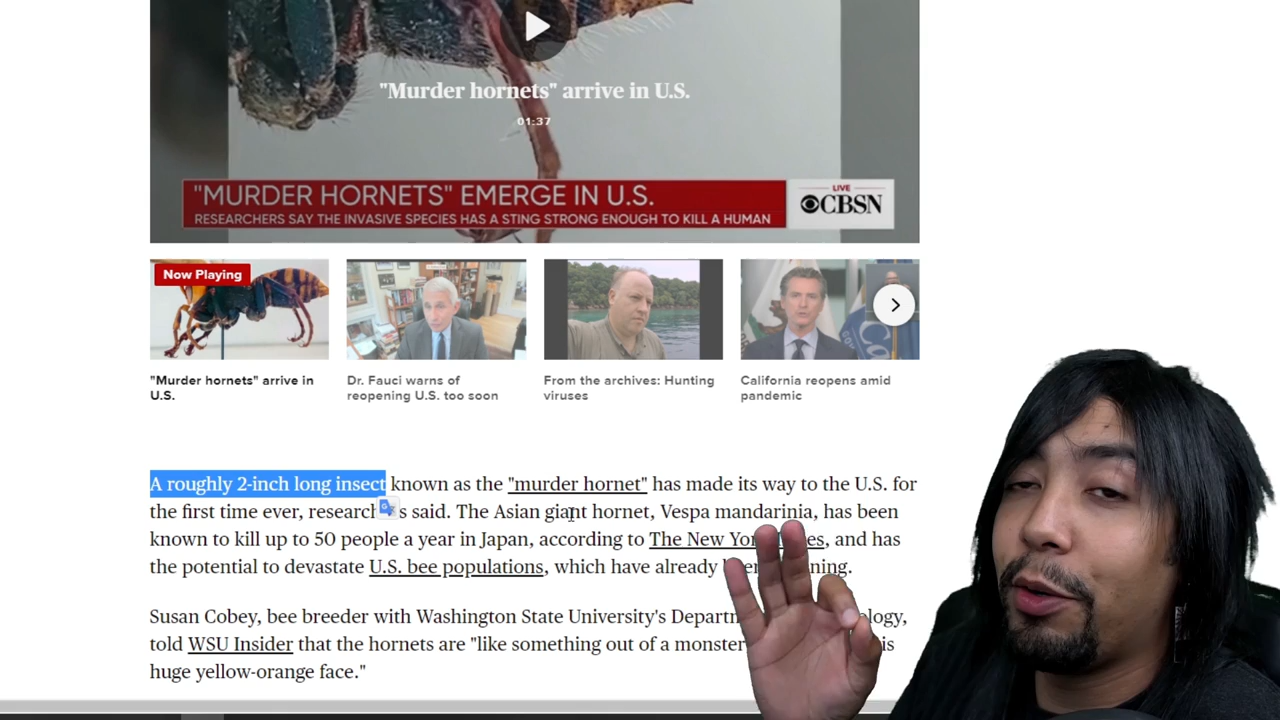 "Murder hornets" arrive in U.S.
01:37
"MURDER HORNETS" EMERGE IN U.S.
RESEARCHERS SAY THE INVASIVE SPECIES HAS A STING STRONG ENOUGH TO KILL A HUMAN
LIVE
CBSN
Now Playing
"Murder hornets" arrive in
U.S.
Dr. Fauci warns of
reopening U.S. too soon
From the archives: Hunting
viruses
California reopens amid
pandemic
A roughly 2-inch long insect known as the "murder hornet" has made its way to the U.S. for
the first time ever, said. The Asian giant hornet, Vespa mandarinia, has been
known to kill up to 50 people a year in Japan, according to The New and has
the potential to devastate U.S. bee populations, which have already
Susan Cobey, bee breeder with Washington State University's
told WSU Insider that the hornets are "like something out of a monster
huge yellow-orange face."